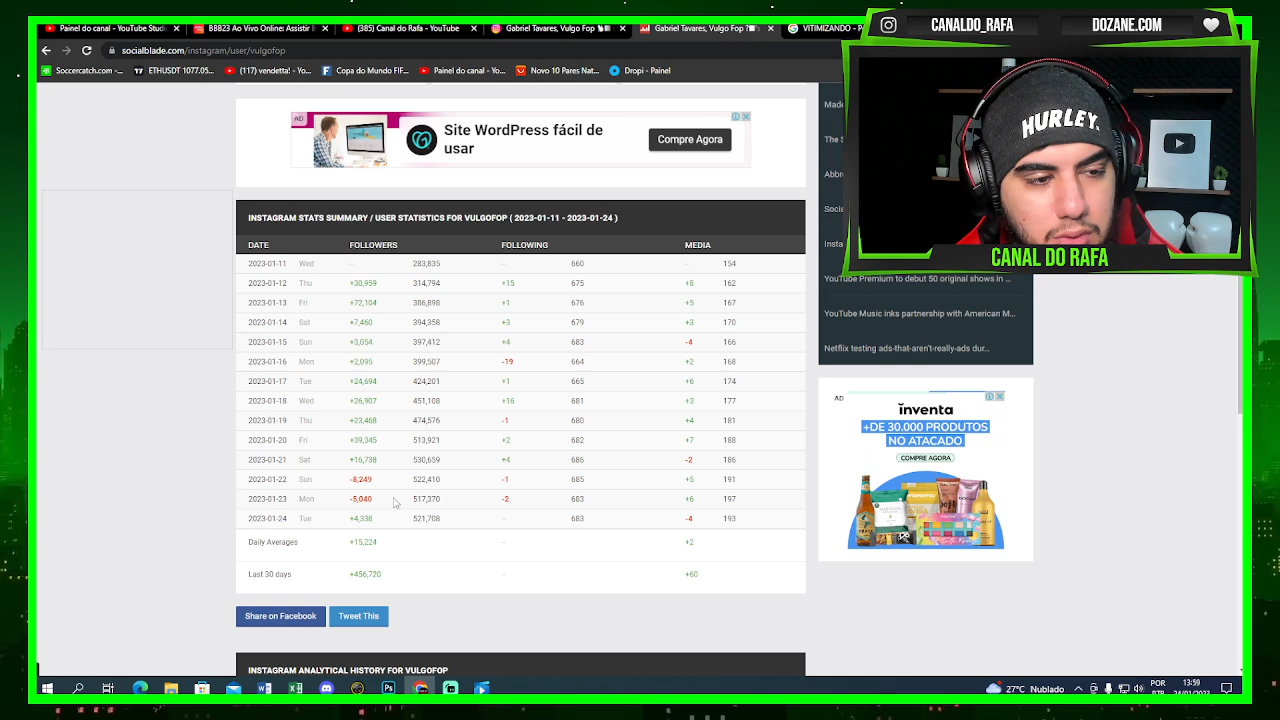 Painel do canal - YouTube Studio
BBB23 Ao Vivo Online: Assistir B
(385) Canal do Rafa - YouTube
Gabriel Tavares, Vulgo Fop
Gabriel Tavares, Vulgo Fop
VITIMIZANDO - P
CANALDO_RAFA
DOZANE.COM
socialblade.com/instagram/user/vulgofop
Soccercatch.com -...
ETHUSDT 1077.05...
(117) vendetta! - Yo...
Copa do Mundo FIF...
Painel do canal - Yo...
Novo 10 Pares Nat...
Dropi - Painel
AD
Site WordPress fácil de
usar
Compre Agora
HURLEY
CANAL DO RAFA
Made
The S
Abbre
Socia
Insta
YouTube Premium to debut 50 original shows in ...
YouTube Music inks partnership with American M...
Netflix testing ads-that-aren't-really-ads dur...
INSTAGRAM STATS SUMMARY / USER STATISTICS FOR VULGOFOP ( 2023-01-11 - 2023-01-24 )
DATE FOLLOWERS FOLLOWING MEDIA
2023-01-11 Wed -- 283,835 -- 660 -- 154
2023-01-12 Thu +30,959 314,794 +15 675 +8 162
2023-01-13 Fri +72,104 386,898 +1 676 +5 167
2023-01-14 Sat +7,460 394,358 +3 679 +3 170
2023-01-15 Sun +3,054 397,412 +4 683 -4 166
2023-01-16 Mon +2,095 399,507 -19 664 +2 168
2023-01-17 Tue +24,694 424,201 +1 665 +6 174
2023-01-18 Wed +26,907 451,108 +16 681 +3 177
2023-01-19 Thu +23,468 474,576 -1 680 +4 181
2023-01-20 Fri +39,345 513,921 +2 682 +7 188
2023-01-21 Sat +16,738 530,659 +4 686 -2 186
2023-01-22 Sun -8,249 522,410 -1 685 +5 191
2023-01-23 Mon -5,040 517,370 -2 683 +6 197
2023-01-24 Tue +4,338 521,708 -- 683 -4 193
Daily Averages +15,224 -- +2
Last 30 days +456,720 -- +60
Share on Facebook
Tweet This
INSTAGRAM ANALYTICAL HISTORY FOR VULGOFOP
AD
inventa
+DE 30.000 PRODUTOS
NO ATACADO
COMPRE AGORA
27°C Nublado
POR
13:59
24/01/2023